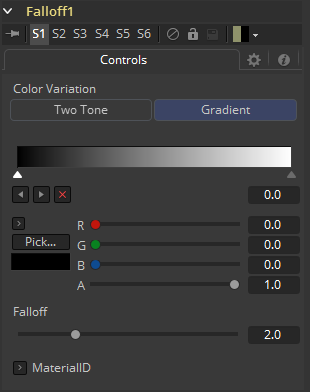 Falloff1
S1 S2 S3 S4 S5 S6
Controls
Color Variation
Two Tone Gradient
0.0
R 0.0
Pick... G 0.0
B 0.0
A 1.0
Falloff
2.0
MaterialID